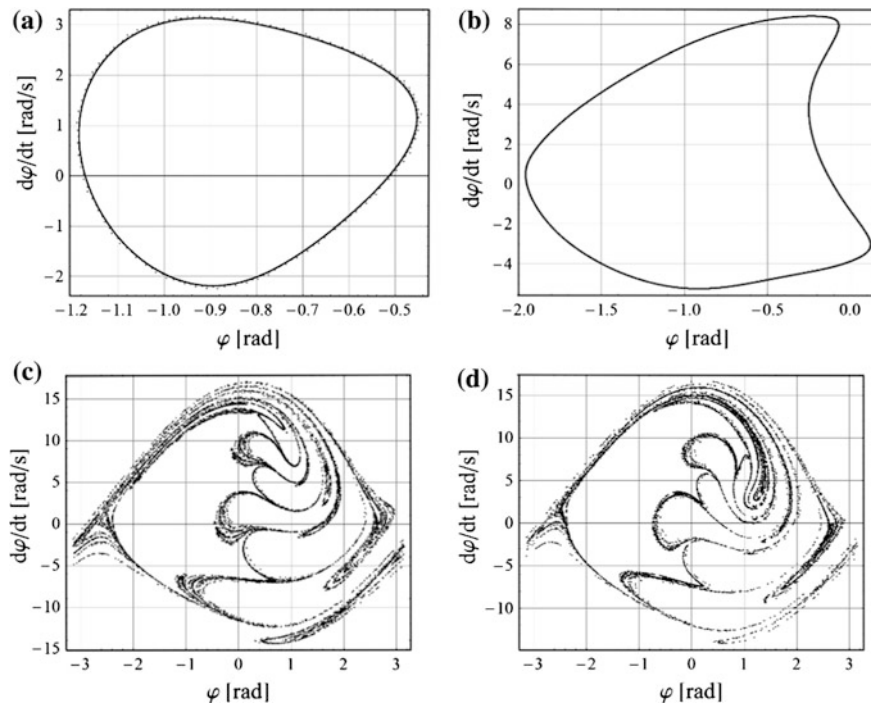 (a)
dφ/dt [rad/s]
3
2
1
0
−1
−2
−1.2 −1.1 −1.0 −0.9 −0.8 −0.7 −0.6 −0.5
φ [rad]
(b)
dφ/dt [rad/s]
8
6
4
2
0
−2
−4
−2.0 −1.5 −1.0 −0.5 0.0
φ [rad]
(c)
dφ/dt [rad/s]
15
10
5
0
−5
−10
−15
−3 −2 −1 0 1 2 3
φ [rad]
(d)
dφ/dt [rad/s]
15
10
5
0
−5
−10
−3 −2 −1 0 1 2 3
φ [rad]